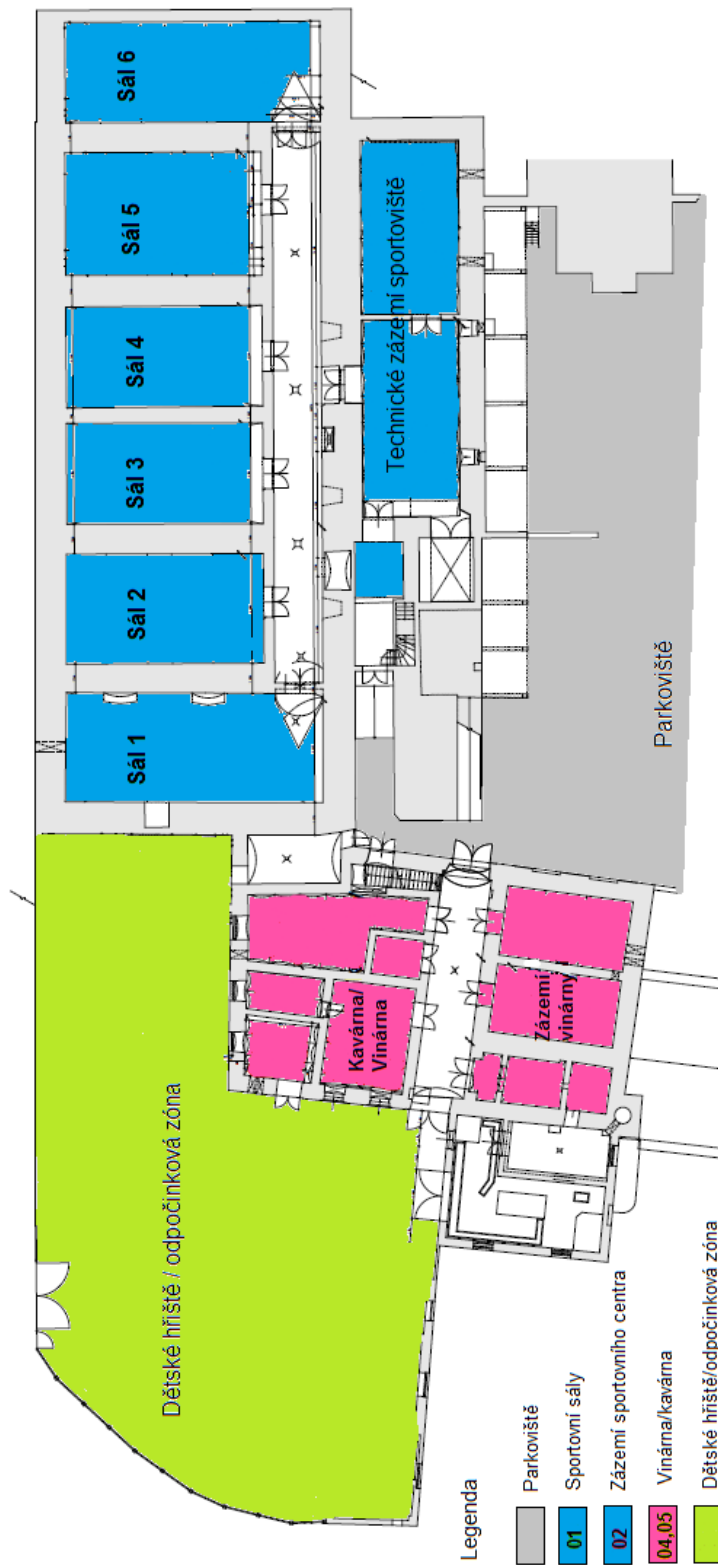 Sál 1
Sál 2
Sál 3
Sál 4
Sál 5
Sál 6
Technické zázemí sportoviště
Dětské hřiště / odpočinková zóna
Kavárna/
Vinárna
Zázemí
vinárny
Parkoviště
Legenda
Parkoviště
01 Sportovní sály
02 Zázemí sportovního centra
04,05 Vinárna/kavárna
Dětské hřiště/odpočinková zóna